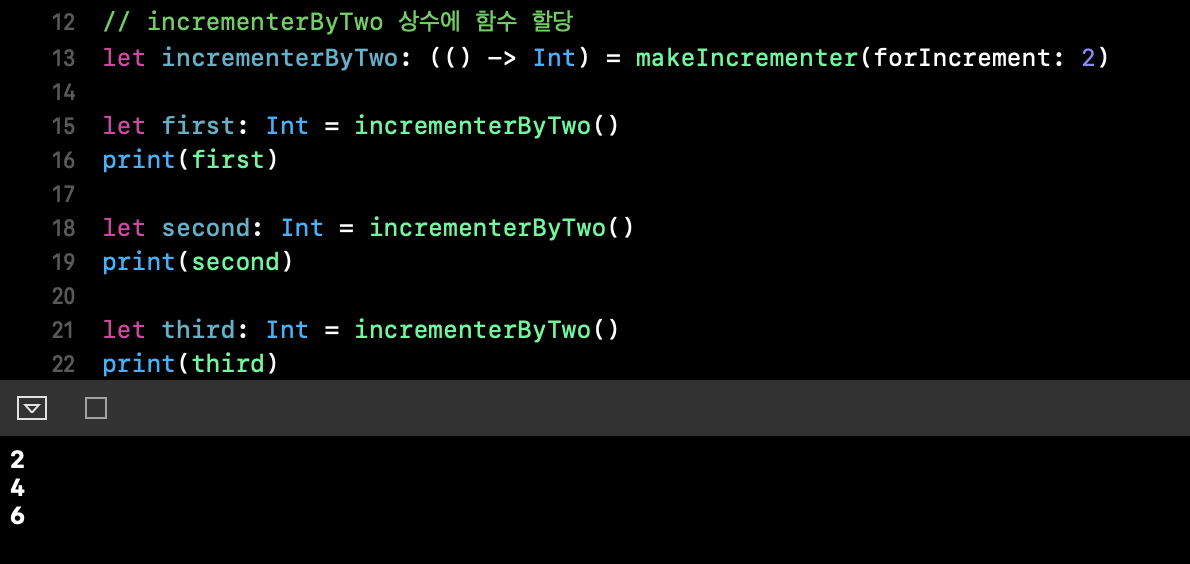 12 // incrementerByTwo 상수에 함수 할당
13 let incrementerByTwo: (() -> Int) = makeIncrementer(forIncrement: 2)
14
15 let first: Int = incrementerByTwo()
16 print(first)
17
18 let second: Int = incrementerByTwo()
19 print(second)
20
21 let third: Int = incrementerByTwo()
22 print(third)
2
4
6